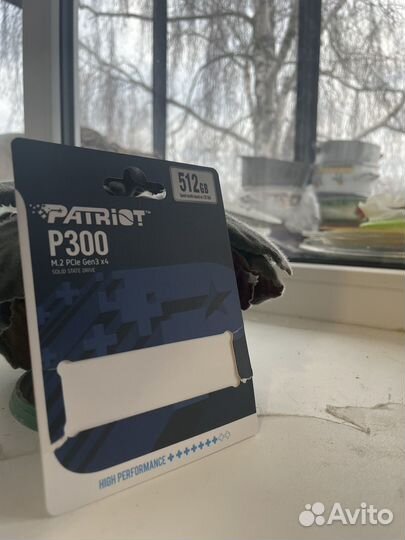 512GB
PATRIOT
P300
M.2 PCIe Gen3 x4
SOLID STATE DRIVE
HIGH PERFORMANCE
Avito